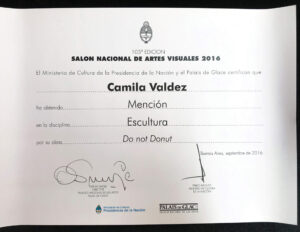 105º EDICION
SALON NACIONAL DE ARTES VISUALES 2016
El Ministerio de Cultura de la Presidencia de la Nación y el Palais de Glace certifican que
Camila Valdez
ha obtenido
Mención
en la disciplina
Escultura
por su obra
Do not Donut
Buenos Aires, septiembre de 2016
Presidencia de la Nación
PALAIS DE GLACE